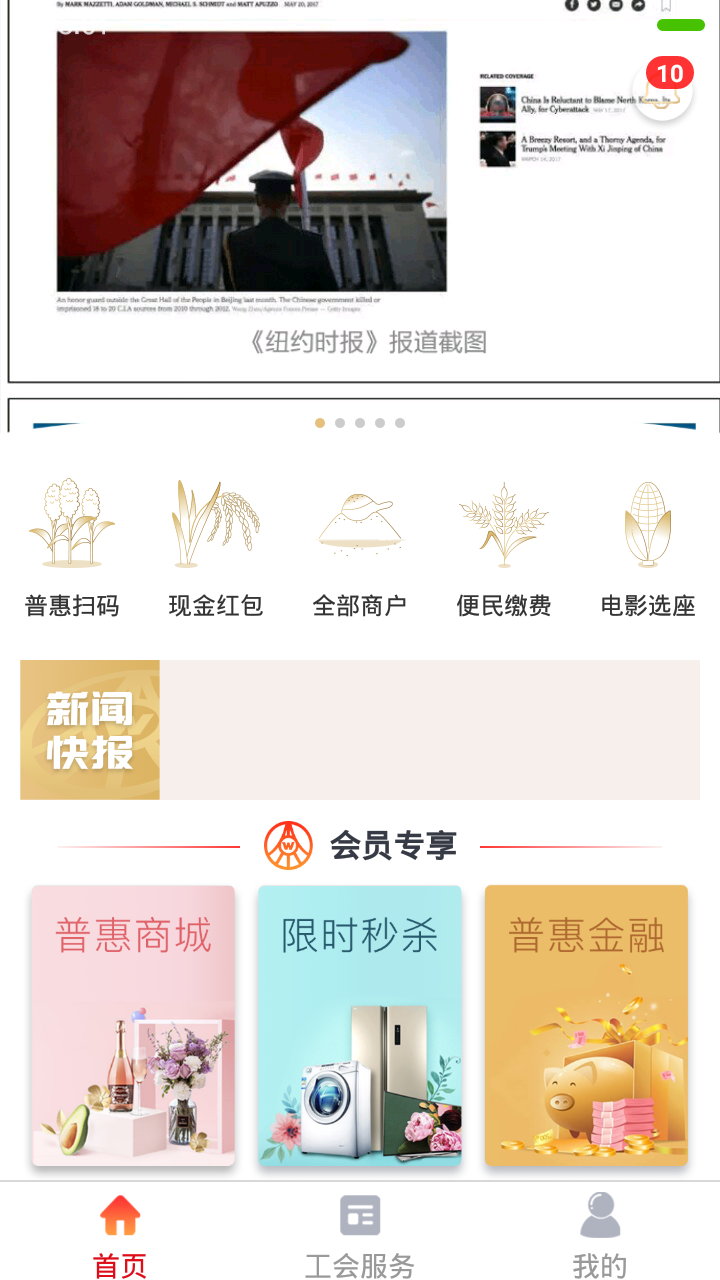 By MARK MAZZETTI, ADAM GOLDMAN, MICHAEL S. SCHMIDT and MATT APUZZO MAY 20, 2017
RELATED COVERAGE
10
China Is Reluctant to Blame North Korea, Its
Ally, for Cyberattack MAY 17, 2017
A Breezy Resort, and a Thorny Agenda, for
Trump's Meeting With Xi Jinping of China
MARCH 14, 2017
An honor guard outside the Great Hall of the People in Beijing last month. The Chinese government killed or
imprisoned 18 to 20 C.I.A. sources from 2010 through 2012.
《纽约时报》报道截图
普惠扫码
现金红包
全部商户
便民缴费
电影选座
新闻
快报
会员专享
普惠商城
限时秒杀
普惠金融
首页
工会服务
我的